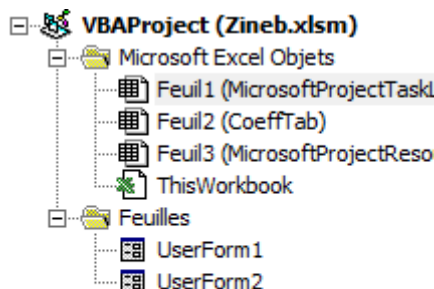 VBAProject (Zineb.xlsm)
Microsoft Excel Objets
Feuil1 (MicrosoftProjectTaskL
Feuil2 (CoeffTab)
Feuil3 (MicrosoftProjectReso
ThisWorkbook
Feuilles
UserForm1
UserForm2